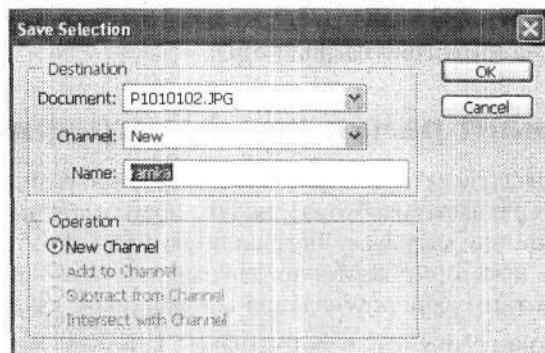 Save Selection
Destination
Document: P1010102.JPG
Channel: New
Name: ramka
Operation
New Channel
Add to Channel
Subtract from Channel
Intersect with Channel
OK
Cancel